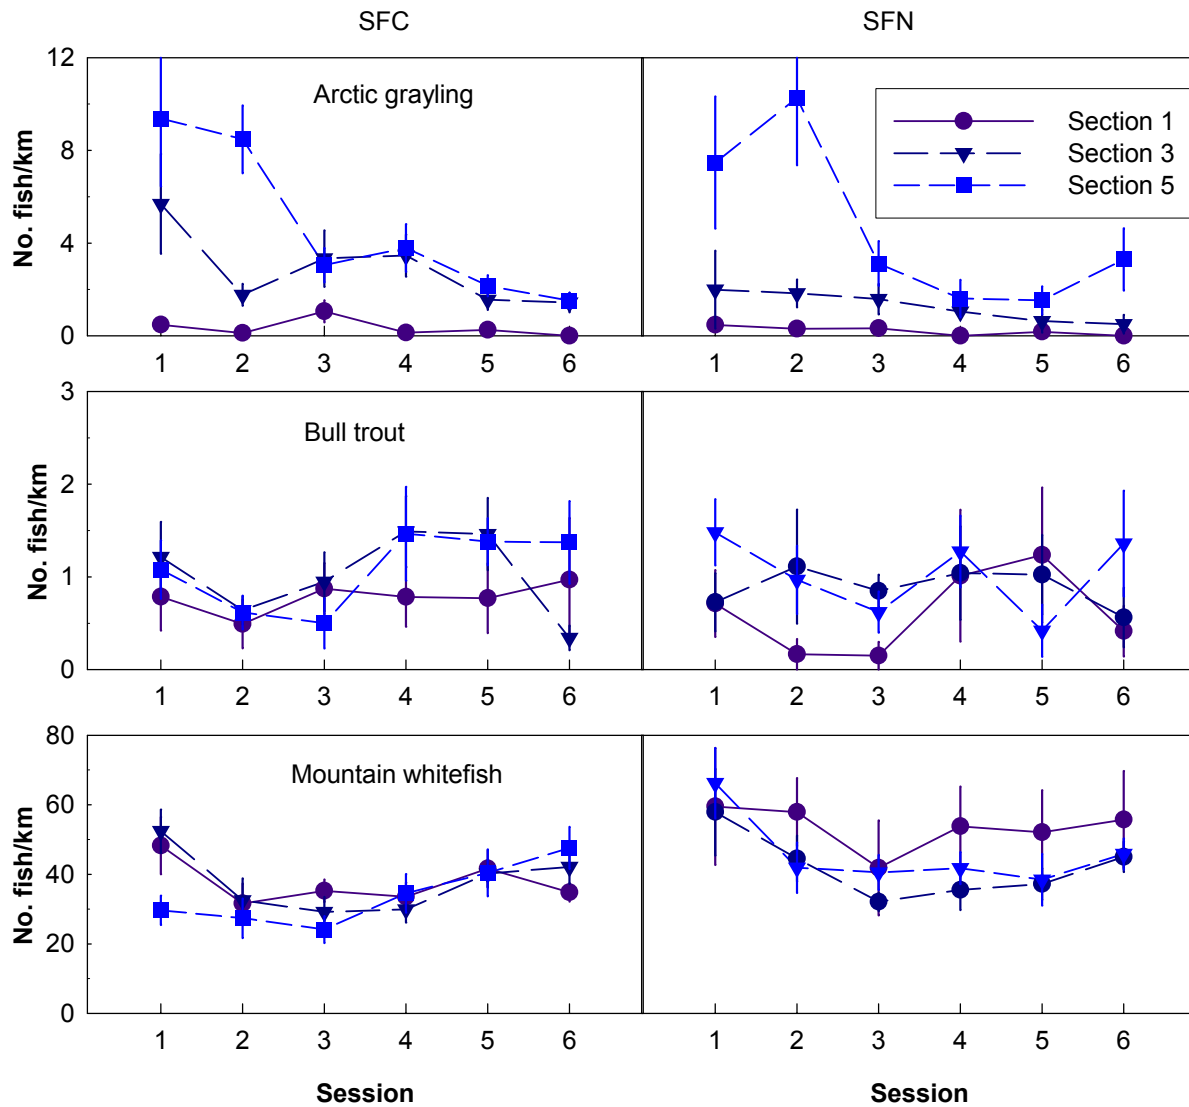 SFC SFN
12
Arctic grayling
Section 1
8
Section 3
Section 5
No. fish/km
4
0
1 2 3 4 5 6 1 2 3 4 5 6
3
Bull trout
2
No. fish/km
1
0
1 2 3 4 5 6 1 2 3 4 5 6
80
Mountain whitefish
60
No. fish/km
40
20
0
1 2 3 4 5 6 1 2 3 4 5 6
Session Session